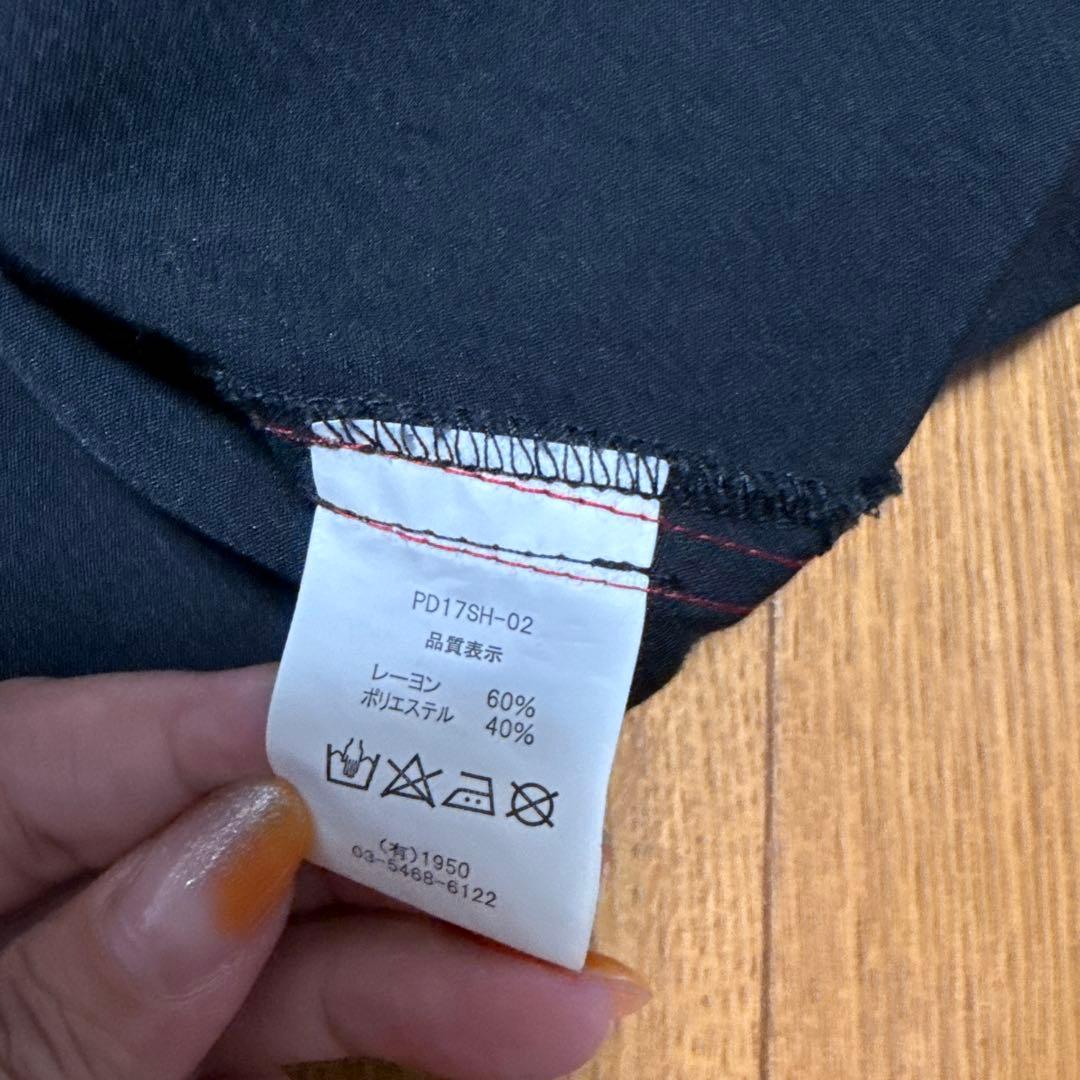 PD17SH-02
品質表示
レーヨン 60%
ポリエステル 40%
(有)1950
03-5468-6122